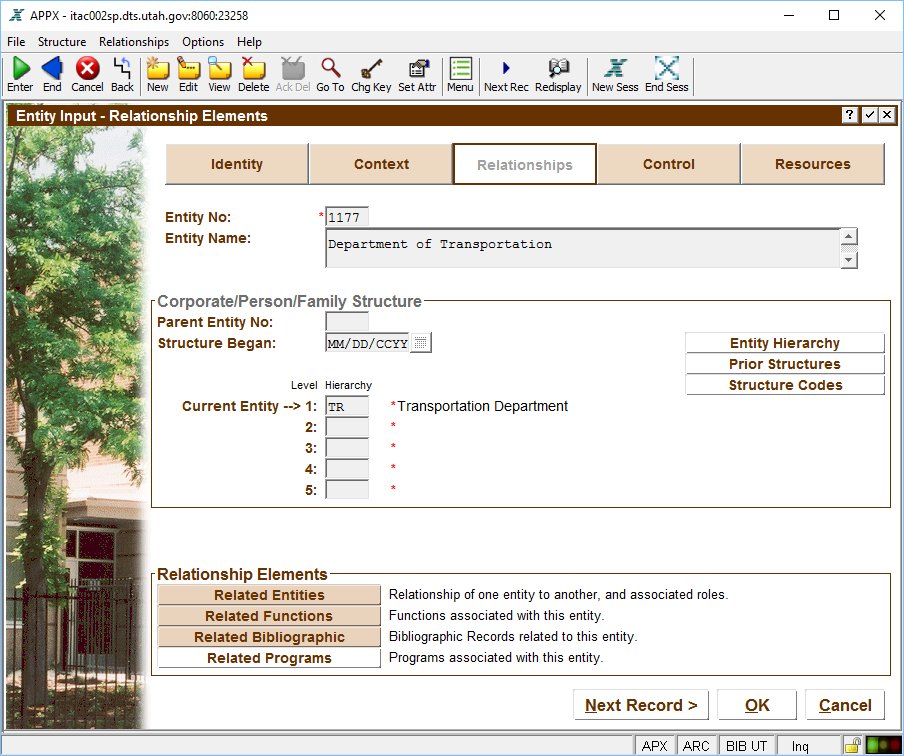 APPX - itac002sp.dts.utah.gov:8060:23258
File Structure Relationships Options Help
Enter End Cancel Back New Edit View Delete Ack Del Go To Chg Key Set Attr Menu Next Rec Redisplay New Sess End Sess
Entity Input - Relationship Elements
Identity Context Relationships Control Resources
Entity No: *1177
Entity Name: Department of Transportation
Corporate/Person/Family Structure
Parent Entity No:
Structure Began: MM/DD/CCYY
Entity Hierarchy
Prior Structures
Structure Codes
Level Hierarchy
Current Entity --> 1: TR *Transportation Department
2: *
3: *
4: *
5: *
Relationship Elements
Related Entities Relationship of one entity to another, and associated roles.
Related Functions Functions associated with this entity.
Related Bibliographic Bibliographic Records related to this entity.
Related Programs Programs associated with this entity.
Next Record > OK Cancel
APX ARC BIB UT Inq